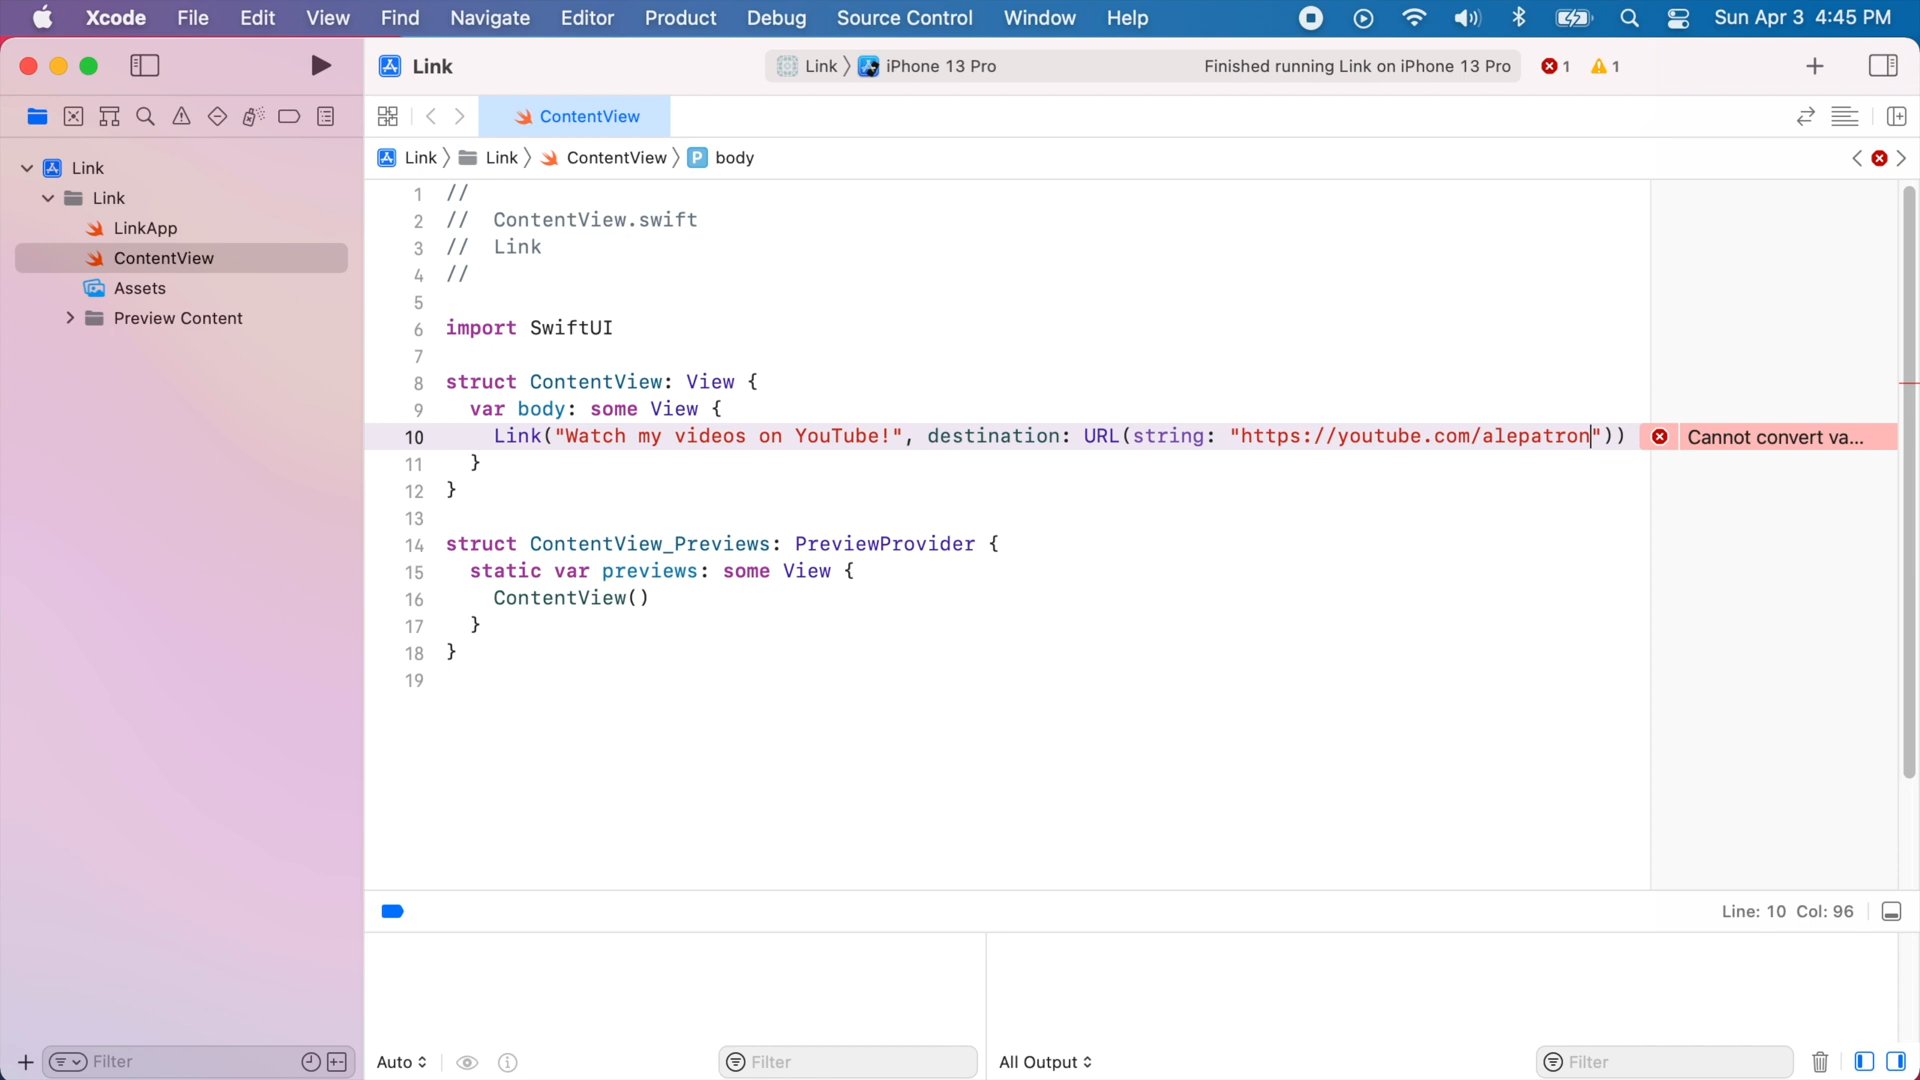 Xcode File Edit View Find Navigate Editor Product Debug Source Control Window Help Sun Apr 3 4:45 PM
Link Link iPhone 13 Pro Finished running Link on iPhone 13 Pro 1 1
ContentView
Link Link ContentView P body
Link
Link
LinkApp
ContentView
Assets
Preview Content
1 //
2 // ContentView.swift
3 // Link
4 //
5
6 import SwiftUI
7
8 struct ContentView: View {
9 var body: some View {
10 Link("Watch my videos on YouTube!", destination: URL(string: "https://youtube.com/alepatron")) Cannot convert va...
11 }
12 }
13
14 struct ContentView_Previews: PreviewProvider {
15 static var previews: some View {
16 ContentView()
17 }
18 }
19
Line: 10 Col: 96
Filter Auto Filter All Output Filter